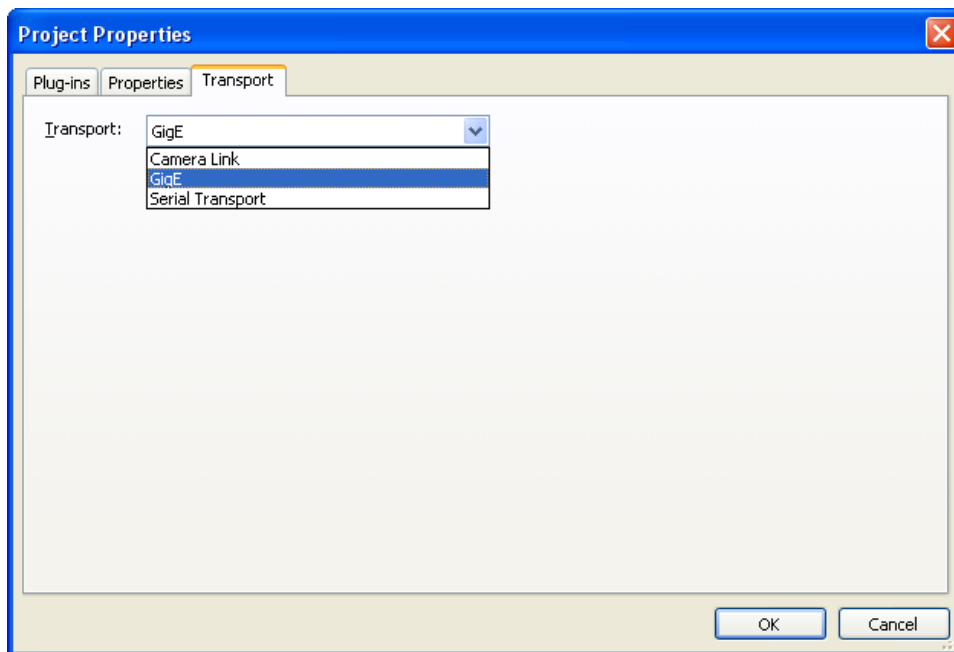 Project Properties
Plug-ins Properties Transport
Transport: GigE
Camera Link
GigE
Serial Transport
OK Cancel